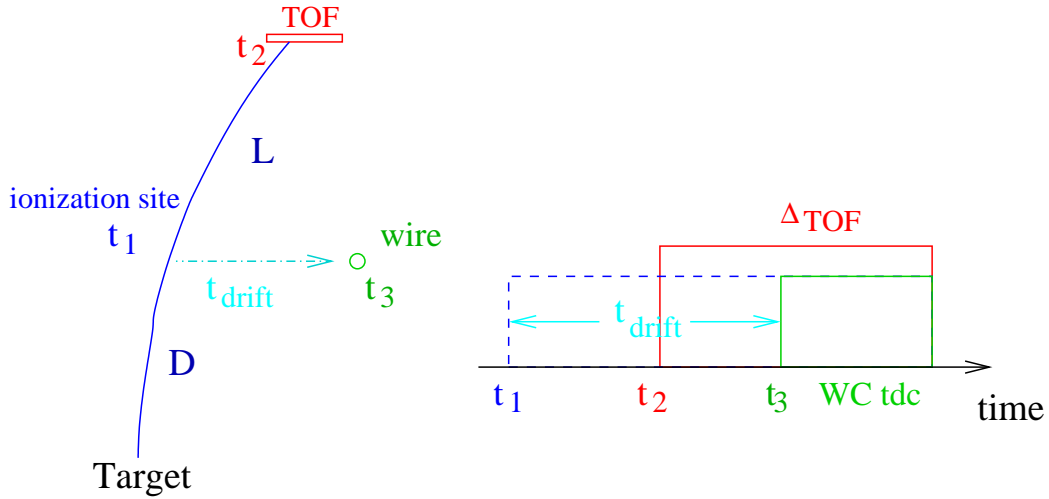 TOF
t2
L
ionization site
t1
wire
tdrift
t3
D
Target
ΔTOF
tdrift
t1
t2
t3
WC tdc
time